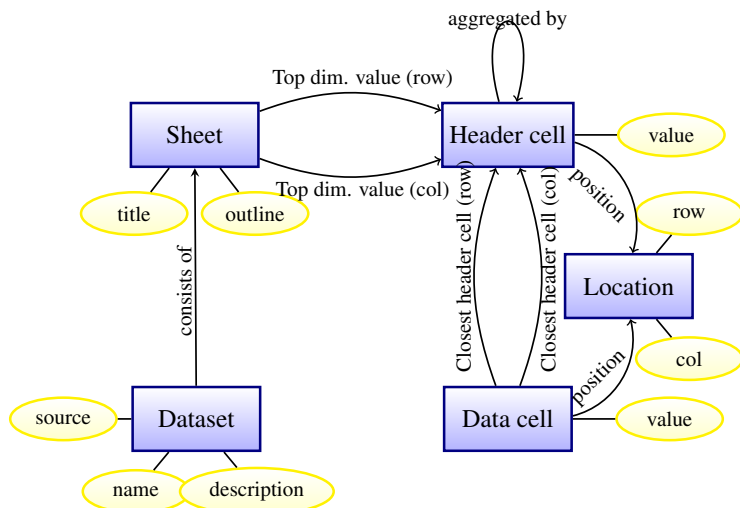 aggregated by
Top dim. value (row)
Sheet
Header cell
value
Top dim. value (col)
position
title
outline
row
Closest header cell (row)
Closest header cell (col)
consists of
Location
position
col
source
Dataset
Data cell
value
name
description